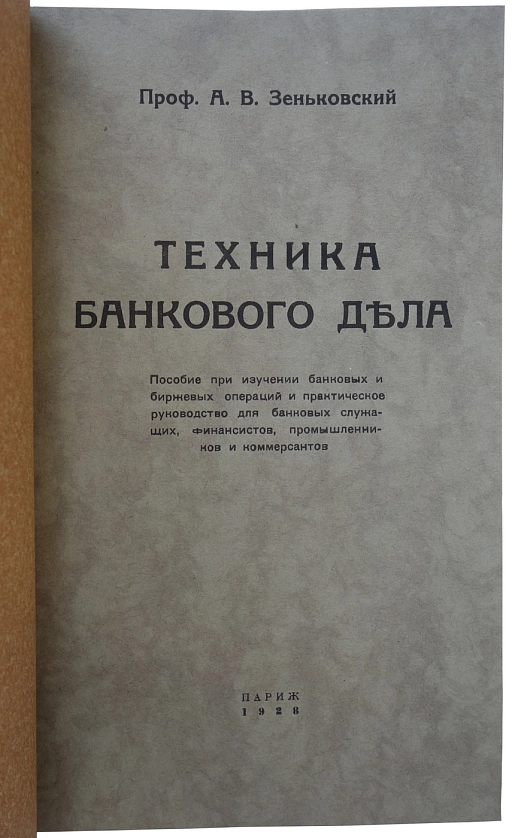 Проф. А. В. Зеньковский
ТЕХНИКА
БАНКОВОГО ДѢЛА
Пособие при изучении банковых и
биржевых операций и практическое
руководство для банковых служа-
щих, финансистов, промышленни-
ков и коммерсантов
ПАРИЖ
1928